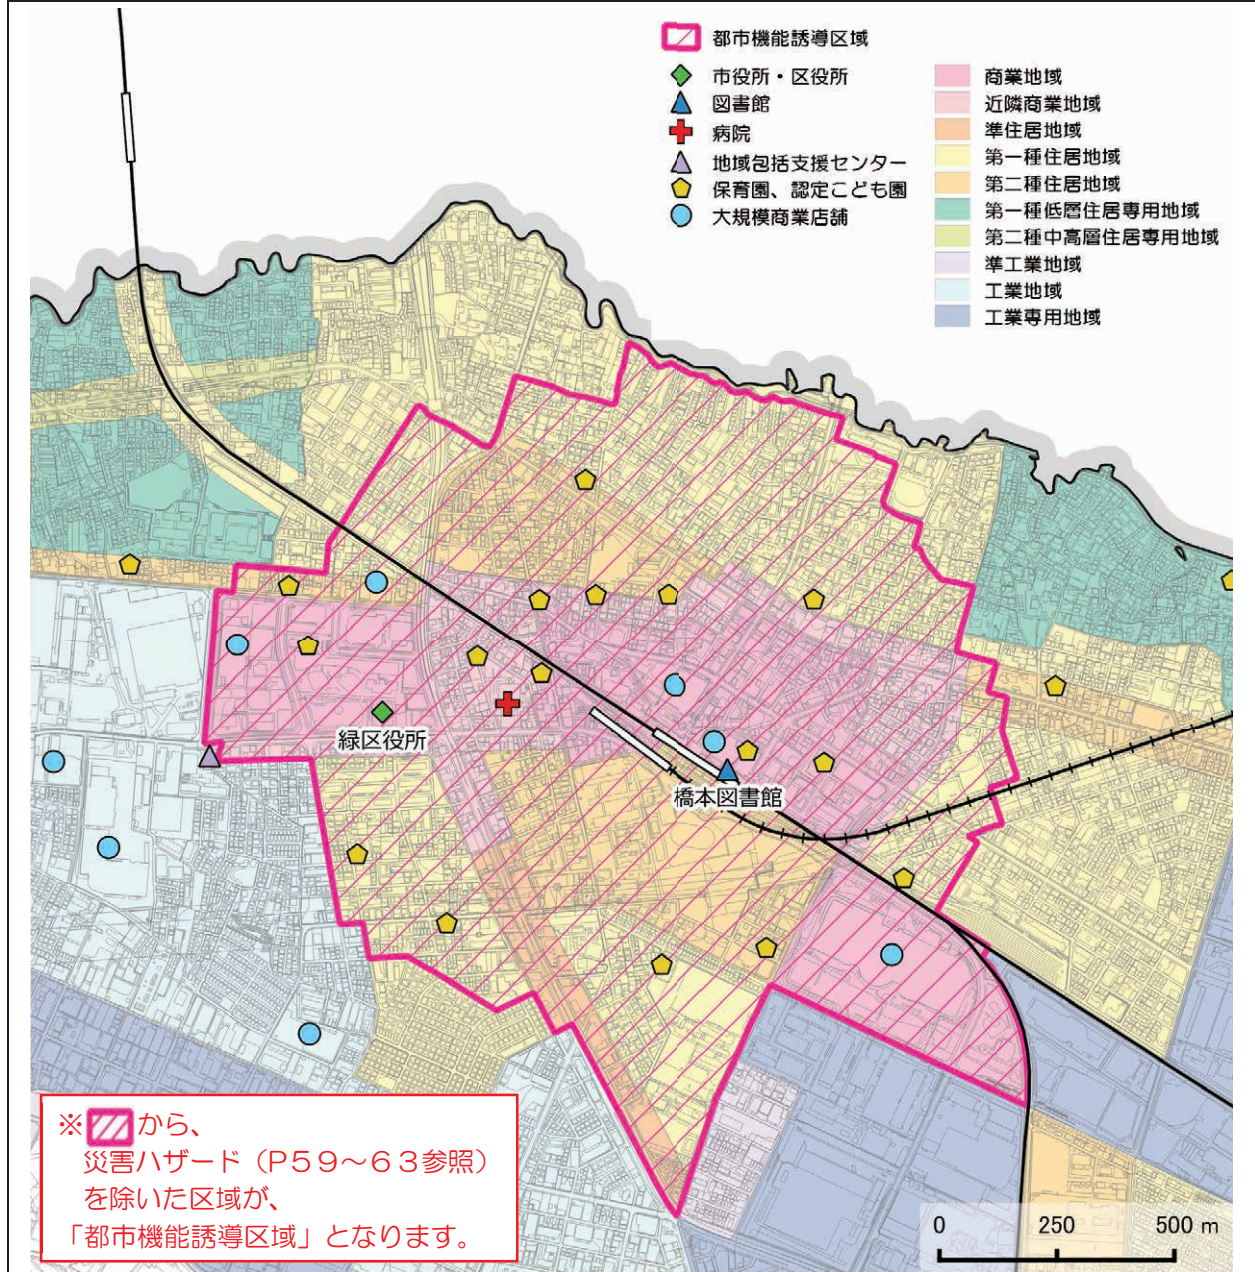 都市機能誘導区域
市役所・区役所
図書館
病院
地域包括支援センター
保育園、認定こども園
大規模商業店舗
商業地域
近隣商業地域
準住居地域
第一種住居地域
第二種住居地域
第一種低層住居専用地域
第二種中高層住居専用地域
準工業地域
工業地域
工業専用地域
緑区役所
橋本図書館
※から、
災害ハザード（P59～63参照）
を除いた区域が、
「都市機能誘導区域」となります。
0 250 500 m